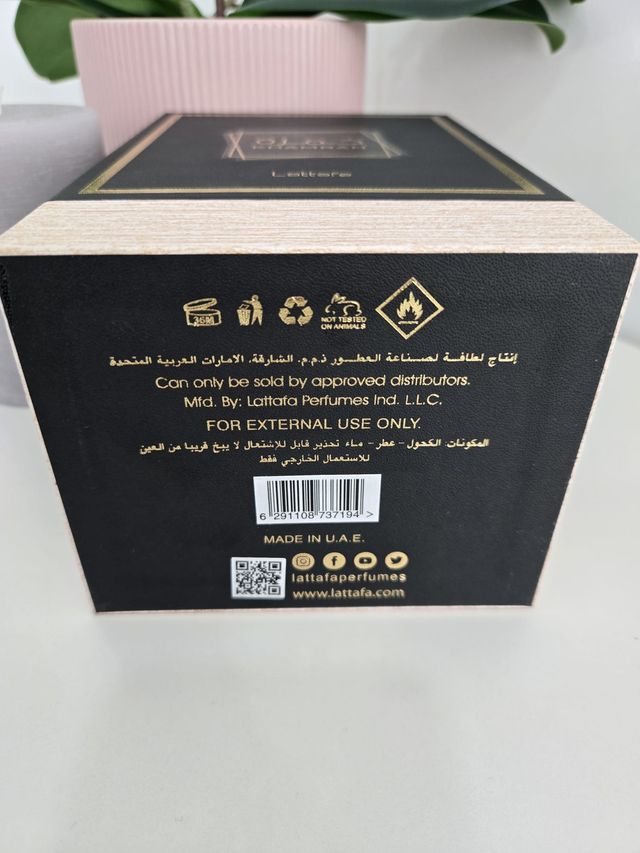 Lattafa
36M
NOT TESTED
ON ANIMALS
إنتاج لطافة لصناعة العطور ذ.م.م. الشارقة، الامارات العربية المتحدة
Can only be sold by approved distributors.
Mfd. By: Lattafa Perfumes Ind. L.L.C.
FOR EXTERNAL USE ONLY.
المكونات: الكحول - عطر - ماء تحذير قابل للإشتعال لا يبخ قريبا من العين
للاستعمال الخارجي فقط
6 291108 737194 >
MADE IN U.A.E.
lattafaperfumes
www.lattafa.com